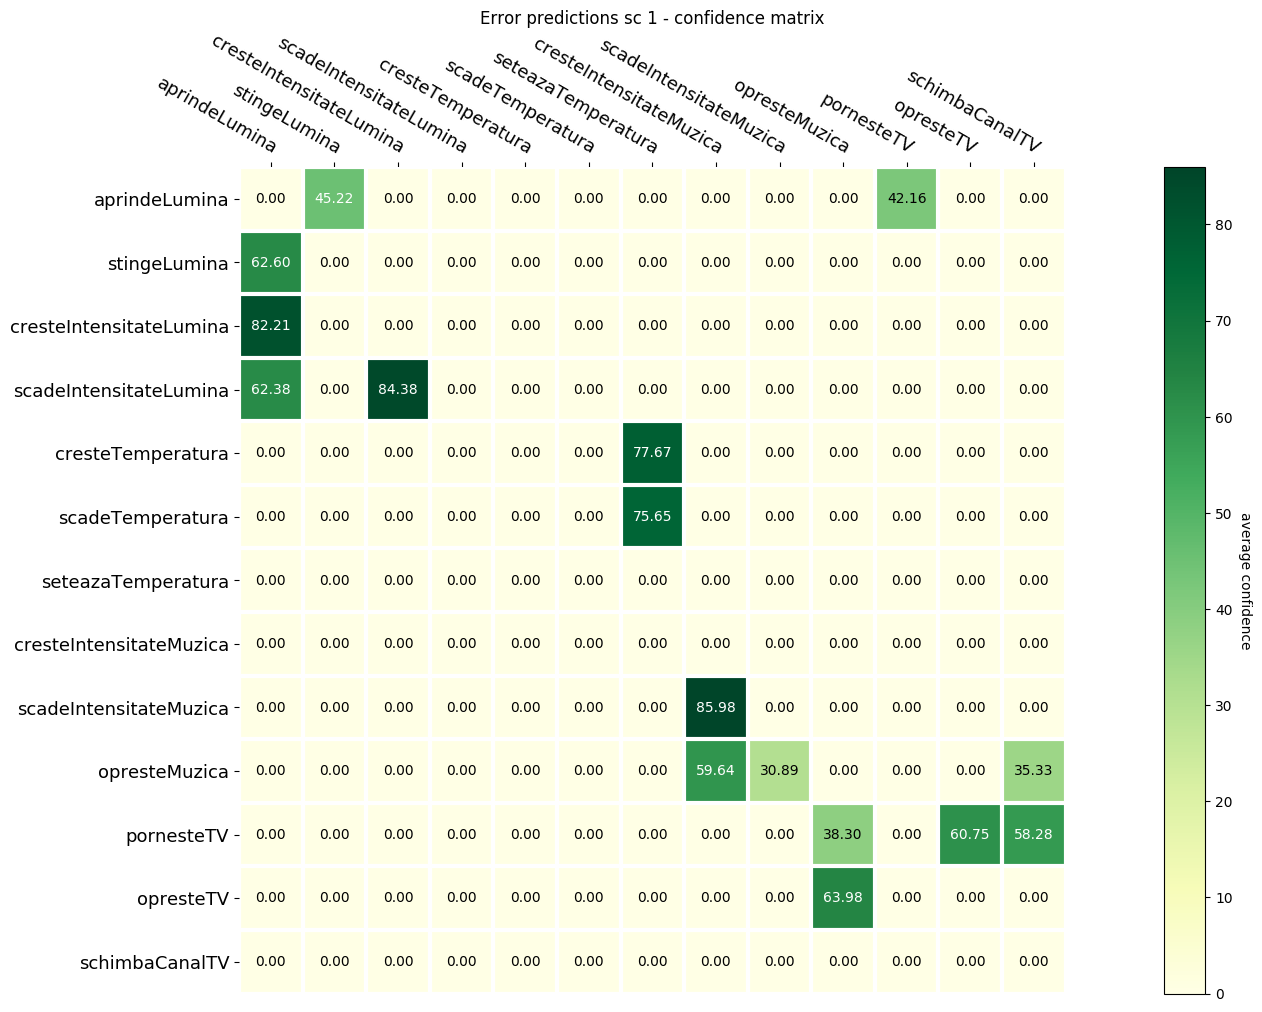 Error predictions sc 1 - confidence matrix
aprindeLumina
stingeLumina
cresteIntensitateLumina
scadeIntensitateLumina
cresteTemperatura
scadeTemperatura
seteazaTemperatura
cresteIntensitateMuzica
scadeIntensitateMuzica
opresteMuzica
pornesteTV
opresteTV
schimbaCanalTV
aprindeLumina 0.00 45.22 0.00 0.00 0.00 0.00 0.00 0.00 0.00 0.00 42.16 0.00 0.00
stingeLumina 62.60 0.00 0.00 0.00 0.00 0.00 0.00 0.00 0.00 0.00 0.00 0.00 0.00
cresteIntensitateLumina 82.21 0.00 0.00 0.00 0.00 0.00 0.00 0.00 0.00 0.00 0.00 0.00 0.00
scadeIntensitateLumina 62.38 0.00 84.38 0.00 0.00 0.00 0.00 0.00 0.00 0.00 0.00 0.00 0.00
cresteTemperatura 0.00 0.00 0.00 0.00 0.00 0.00 77.67 0.00 0.00 0.00 0.00 0.00 0.00
scadeTemperatura 0.00 0.00 0.00 0.00 0.00 0.00 75.65 0.00 0.00 0.00 0.00 0.00 0.00
seteazaTemperatura 0.00 0.00 0.00 0.00 0.00 0.00 0.00 0.00 0.00 0.00 0.00 0.00 0.00
cresteIntensitateMuzica 0.00 0.00 0.00 0.00 0.00 0.00 0.00 0.00 0.00 0.00 0.00 0.00 0.00
scadeIntensitateMuzica 0.00 0.00 0.00 0.00 0.00 0.00 0.00 85.98 0.00 0.00 0.00 0.00 0.00
opresteMuzica 0.00 0.00 0.00 0.00 0.00 0.00 0.00 59.64 30.89 0.00 0.00 0.00 35.33
pornesteTV 0.00 0.00 0.00 0.00 0.00 0.00 0.00 0.00 0.00 38.30 0.00 60.75 58.28
opresteTV 0.00 0.00 0.00 0.00 0.00 0.00 0.00 0.00 0.00 63.98 0.00 0.00 0.00
schimbaCanalTV 0.00 0.00 0.00 0.00 0.00 0.00 0.00 0.00 0.00 0.00 0.00 0.00 0.00
80
70
60
50
40
30
20
10
0
average confidence